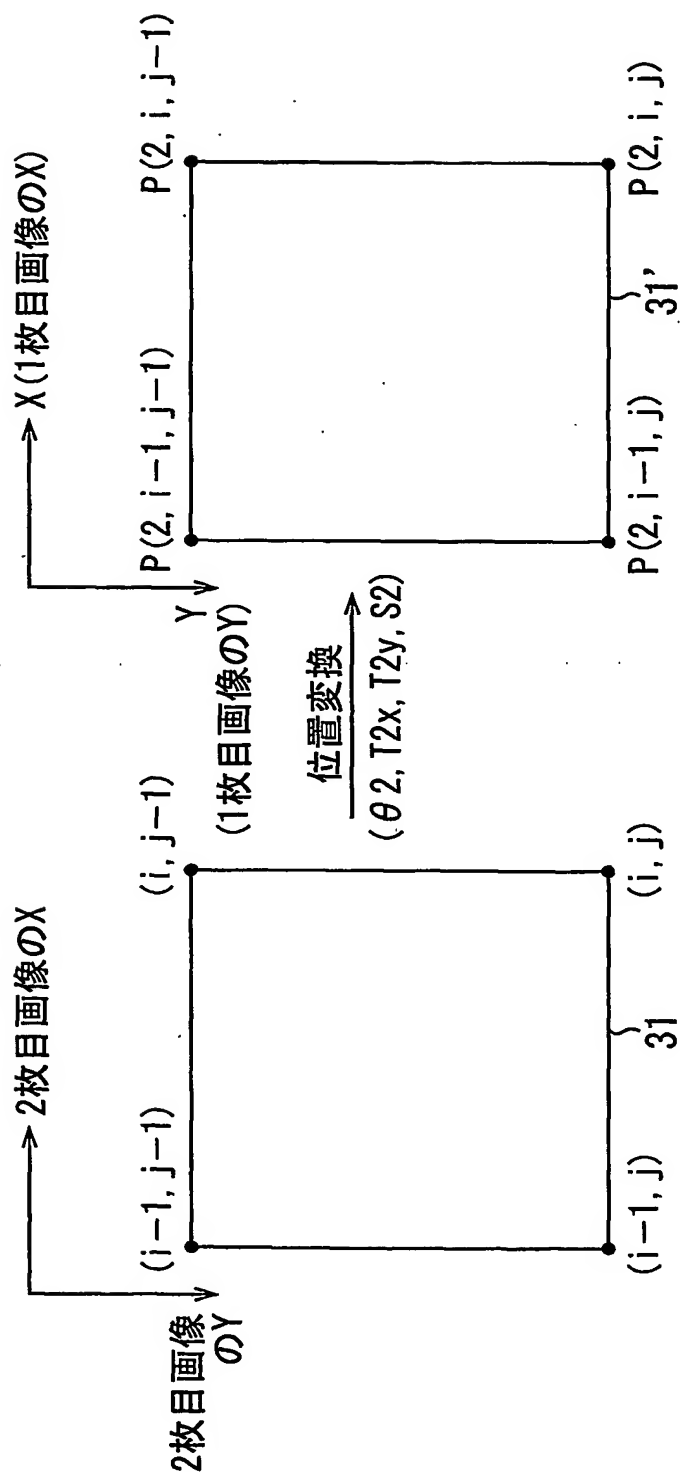 2枚目画像のX
2枚目画像
のY
(i−1, j−1)
(i, j−1)
(i−1, j)
(i, j)
31
位置変換
(θ2, T2x, T2y, S2)
X(1枚目画像のX)
Y
(1枚目画像のY)
P(2, i−1, j−1)
P(2, i, j−1)
P(2, i−1, j)
P(2, i, j)
31'